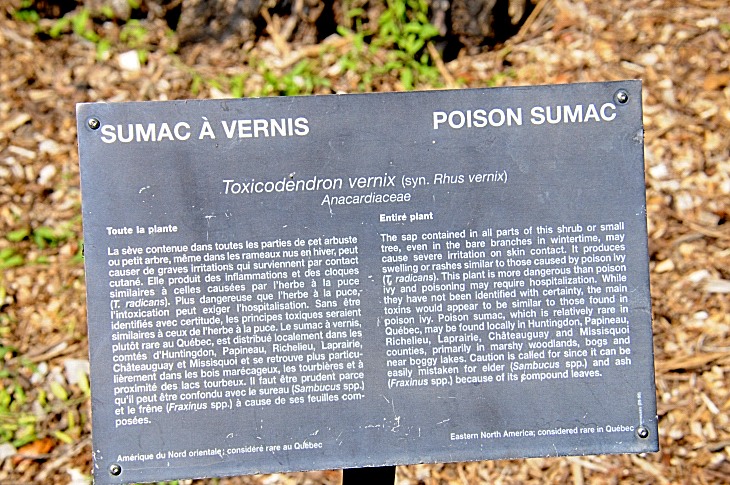 SUMAC À VERNIS
POISON SUMAC
Toxicodendron vernix (syn. Rhus vernix)
Anacardiaceae
Toute la plante
La sève contenue dans toutes les parties de cet arbuste
ou petit arbre, même dans les rameaux nus en hiver, peut
causer de graves irritations qui surviennent par contact
cutané. Elle produit des inflammations et des cloques
similaires à celles causées par l'herbe à la puce
(T. radicans). Plus dangereuse que l'herbe à la puce,
l'intoxication peut exiger l'hospitalisation. Sans être
identifiés avec certitude, les principes toxiques seraient
similaires à ceux de l'herbe à la puce. Le sumac à vernis,
plutôt rare au Québec, est distribué localement dans les
comtés d'Huntingdon, Papineau, Richelieu, Laprairie,
Châteauguay et Missisquoi et se retrouve plus particu-
lièrement dans les bois marécageux, les tourbières et à
proximité des lacs tourbeux. Il faut être prudent parce
qu'il peut être confondu avec le sureau (Sambucus spp.)
et le frêne (Fraxinus spp.) à cause de ses feuilles com-
posées.
Entire plant
The sap contained in all parts of this shrub or small
tree, even in the bare branches in wintertime, may
cause severe irritation on skin contact. It produces
swelling or rashes similar to those caused by poison ivy
(T. radicans). This plant is more dangerous than poison
ivy and poisoning may require hospitalization. While
they have not been identified with certainty, the main
toxins would appear to be similar to those found in
poison ivy. Poison sumac, which is relatively rare in
Québec, may be found locally in Huntingdon, Papineau,
Richelieu, Laprairie, Châteauguay and Missisquoi
counties, primarily in marshy woodlands, bogs and
near boggy lakes. Caution is called for since it can be
easily mistaken for elder (Sambucus spp.) and ash
(Fraxinus spp.) because of its compound leaves.
Amérique du Nord orientale; considéré rare au Québec
Eastern North America; considered rare in Québec